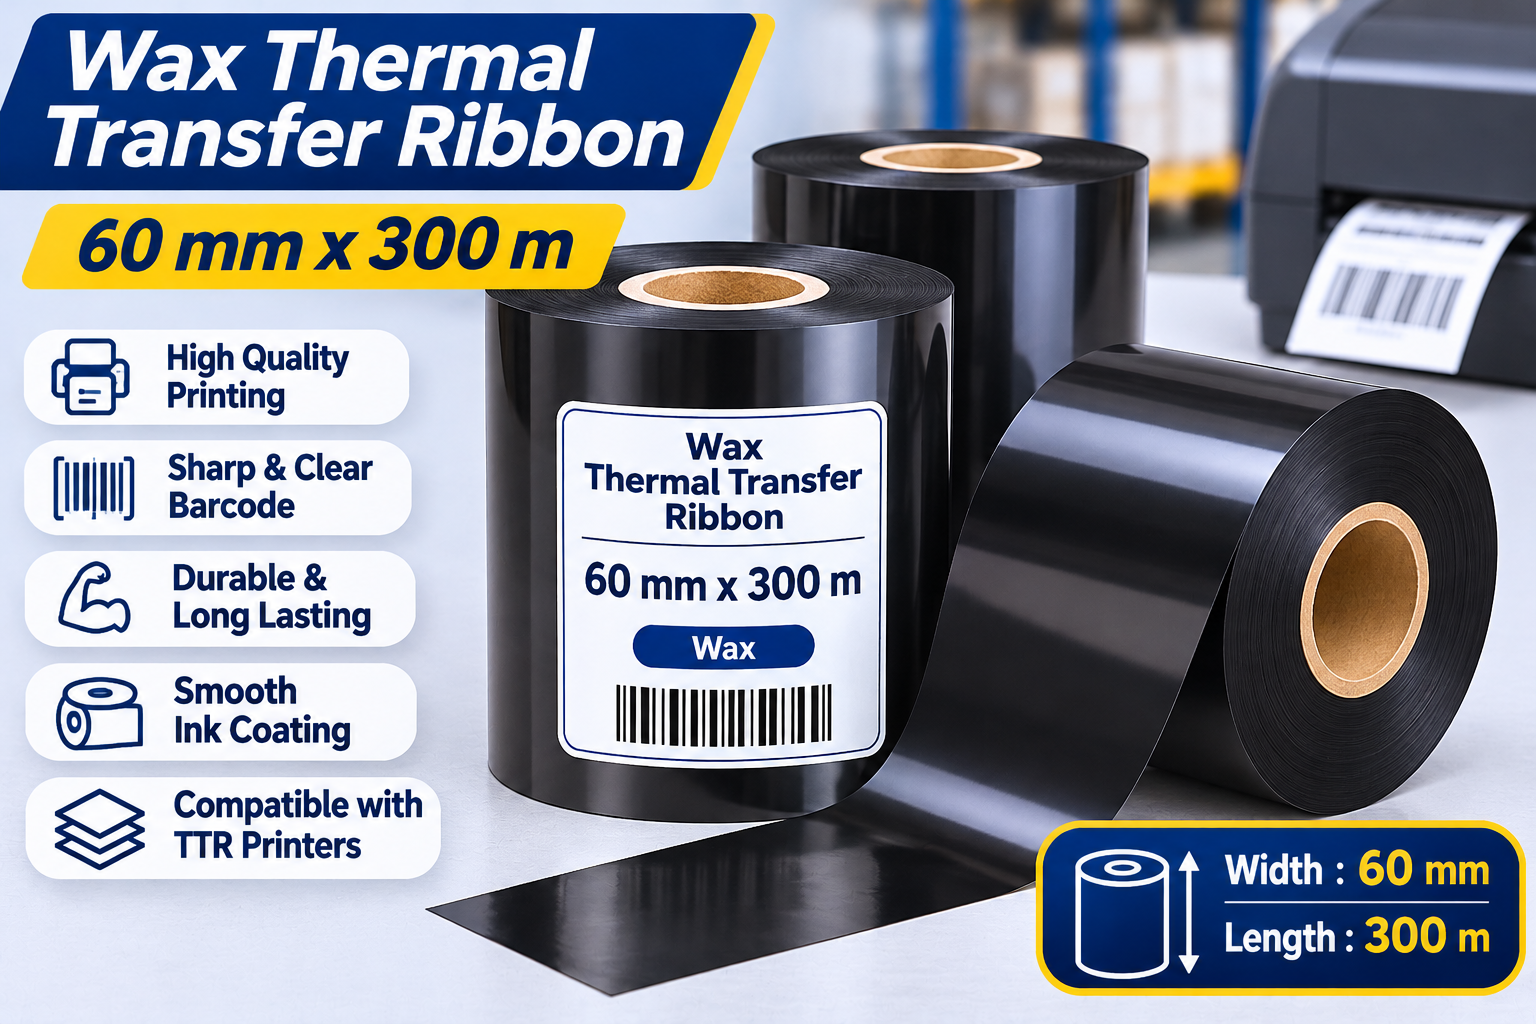 Wax Thermal
Transfer Ribbon
60 mm x 300 m
High Quality
Printing
Sharp & Clear
Barcode
Durable &
Long Lasting
Smooth
Ink Coating
Compatible with
TTR Printers
Wax
Thermal Transfer
Ribbon
60 mm x 300 m
Wax
Width : 60 mm
Length : 300 m